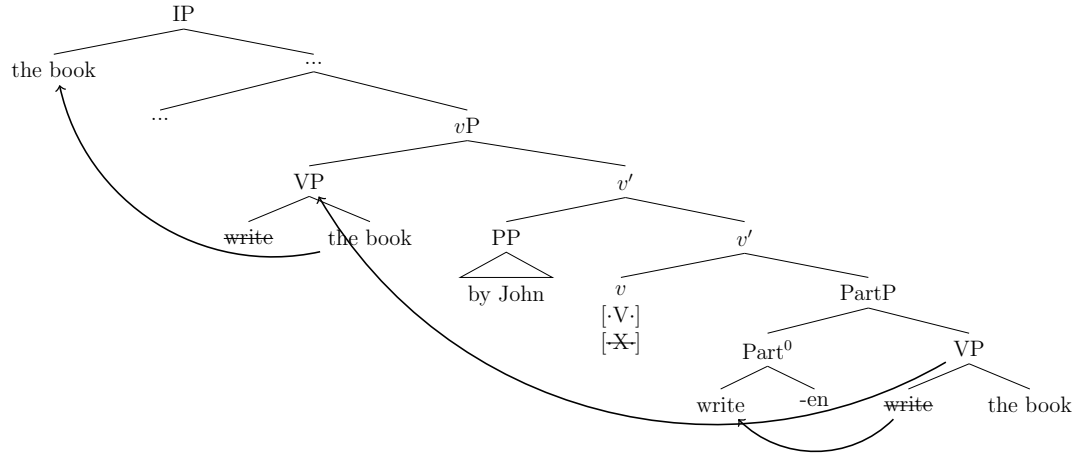 IP
the book
...
...
vP
VP
v′
write
the book
PP
v′
by John
v
PartP
[·V·]
[·X·]
Part⁰
VP
write
-en
write
the book